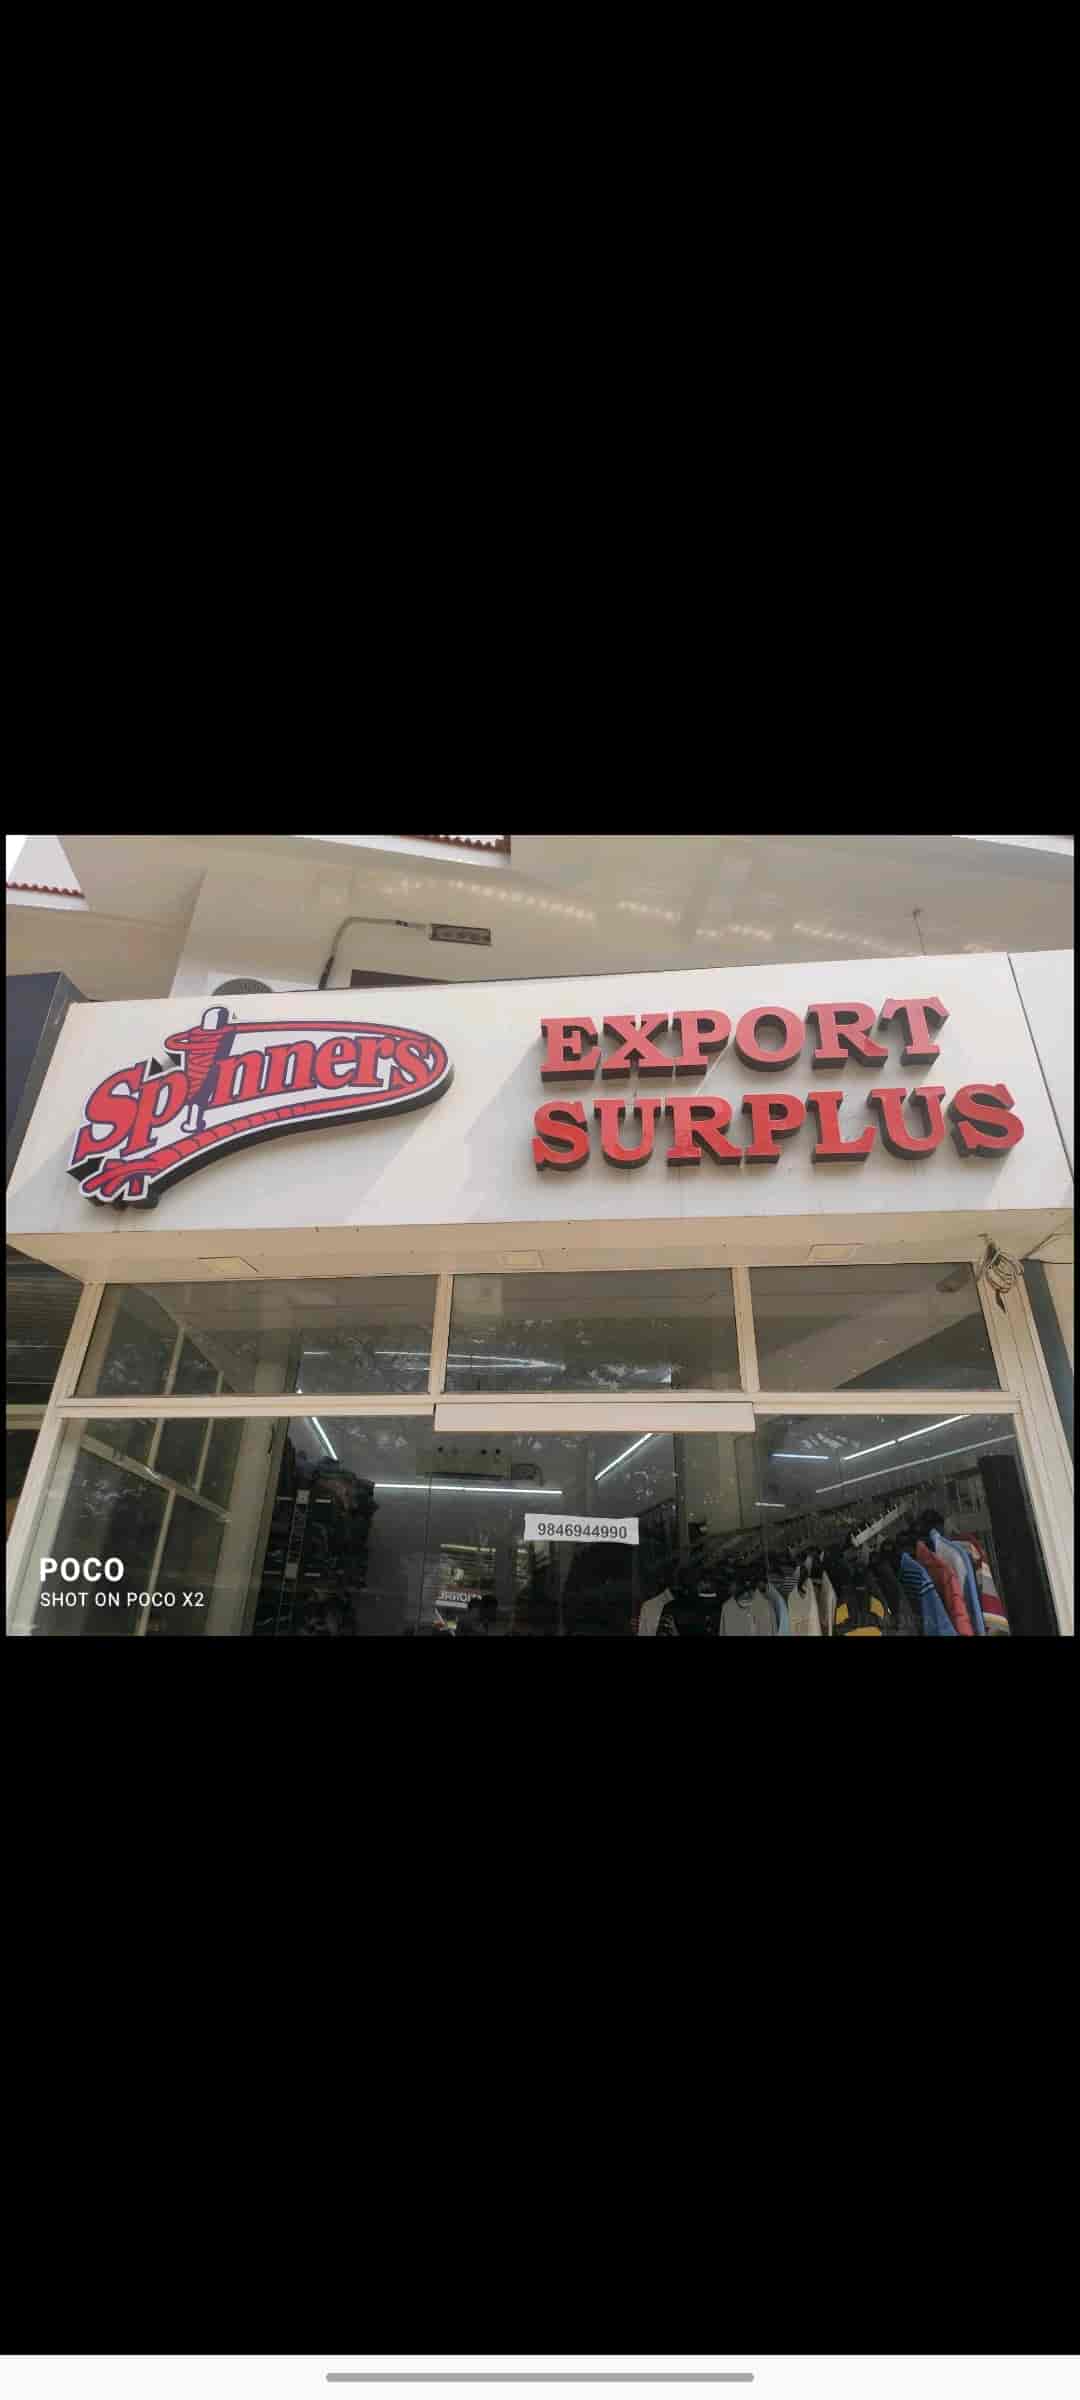 Spinners
EXPORT
SURPLUS
9846944990
POCO
SHOT ON POCO X2